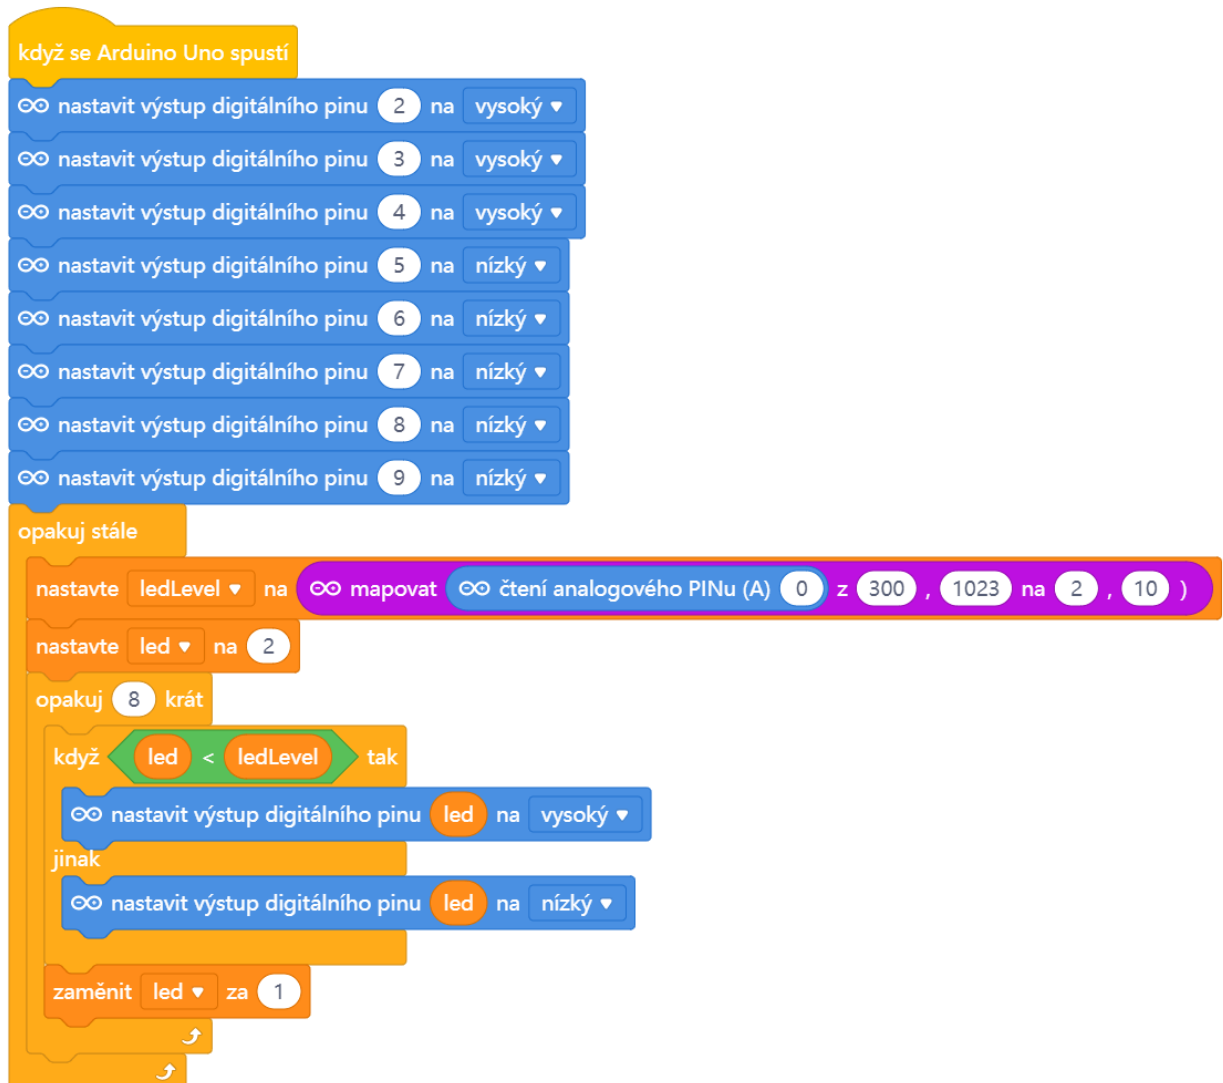 když se Arduino Uno spustí
nastavit výstup digitálního pinu 2 na vysoký
nastavit výstup digitálního pinu 3 na vysoký
nastavit výstup digitálního pinu 4 na vysoký
nastavit výstup digitálního pinu 5 na nízký
nastavit výstup digitálního pinu 6 na nízký
nastavit výstup digitálního pinu 7 na nízký
nastavit výstup digitálního pinu 8 na nízký
nastavit výstup digitálního pinu 9 na nízký
opakuj stále
nastavte ledLevel na mapovat čtení analogového PINu (A) 0 z 300 , 1023 na 2 , 10 )
nastavte led na 2
opakuj 8 krát
když led < ledLevel tak
nastavit výstup digitálního pinu led na vysoký
jinak
nastavit výstup digitálního pinu led na nízký
zaměnit led za 1